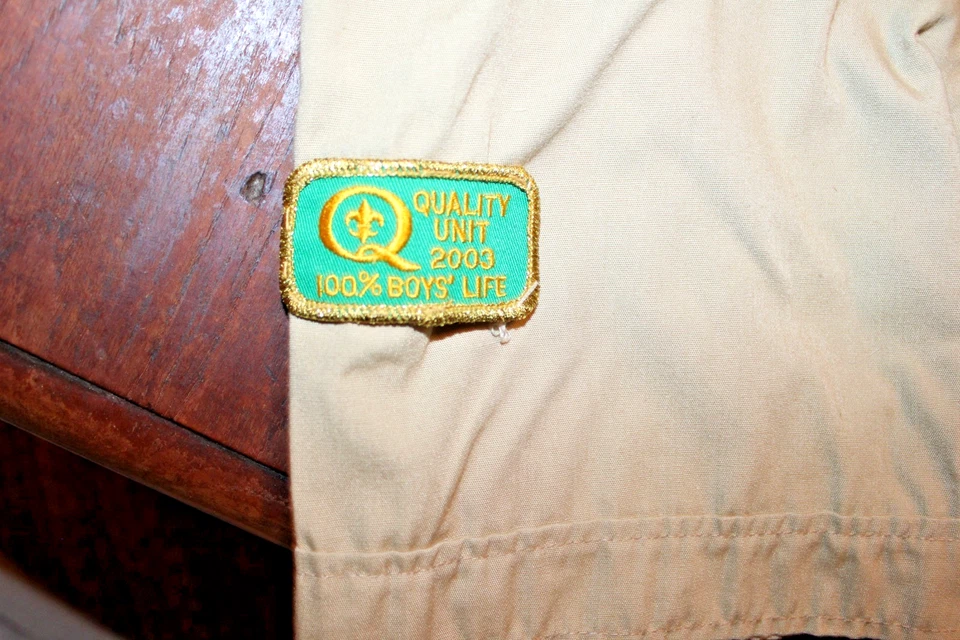 Q QUALITY
UNIT
2003
100% BOYS' LIFE